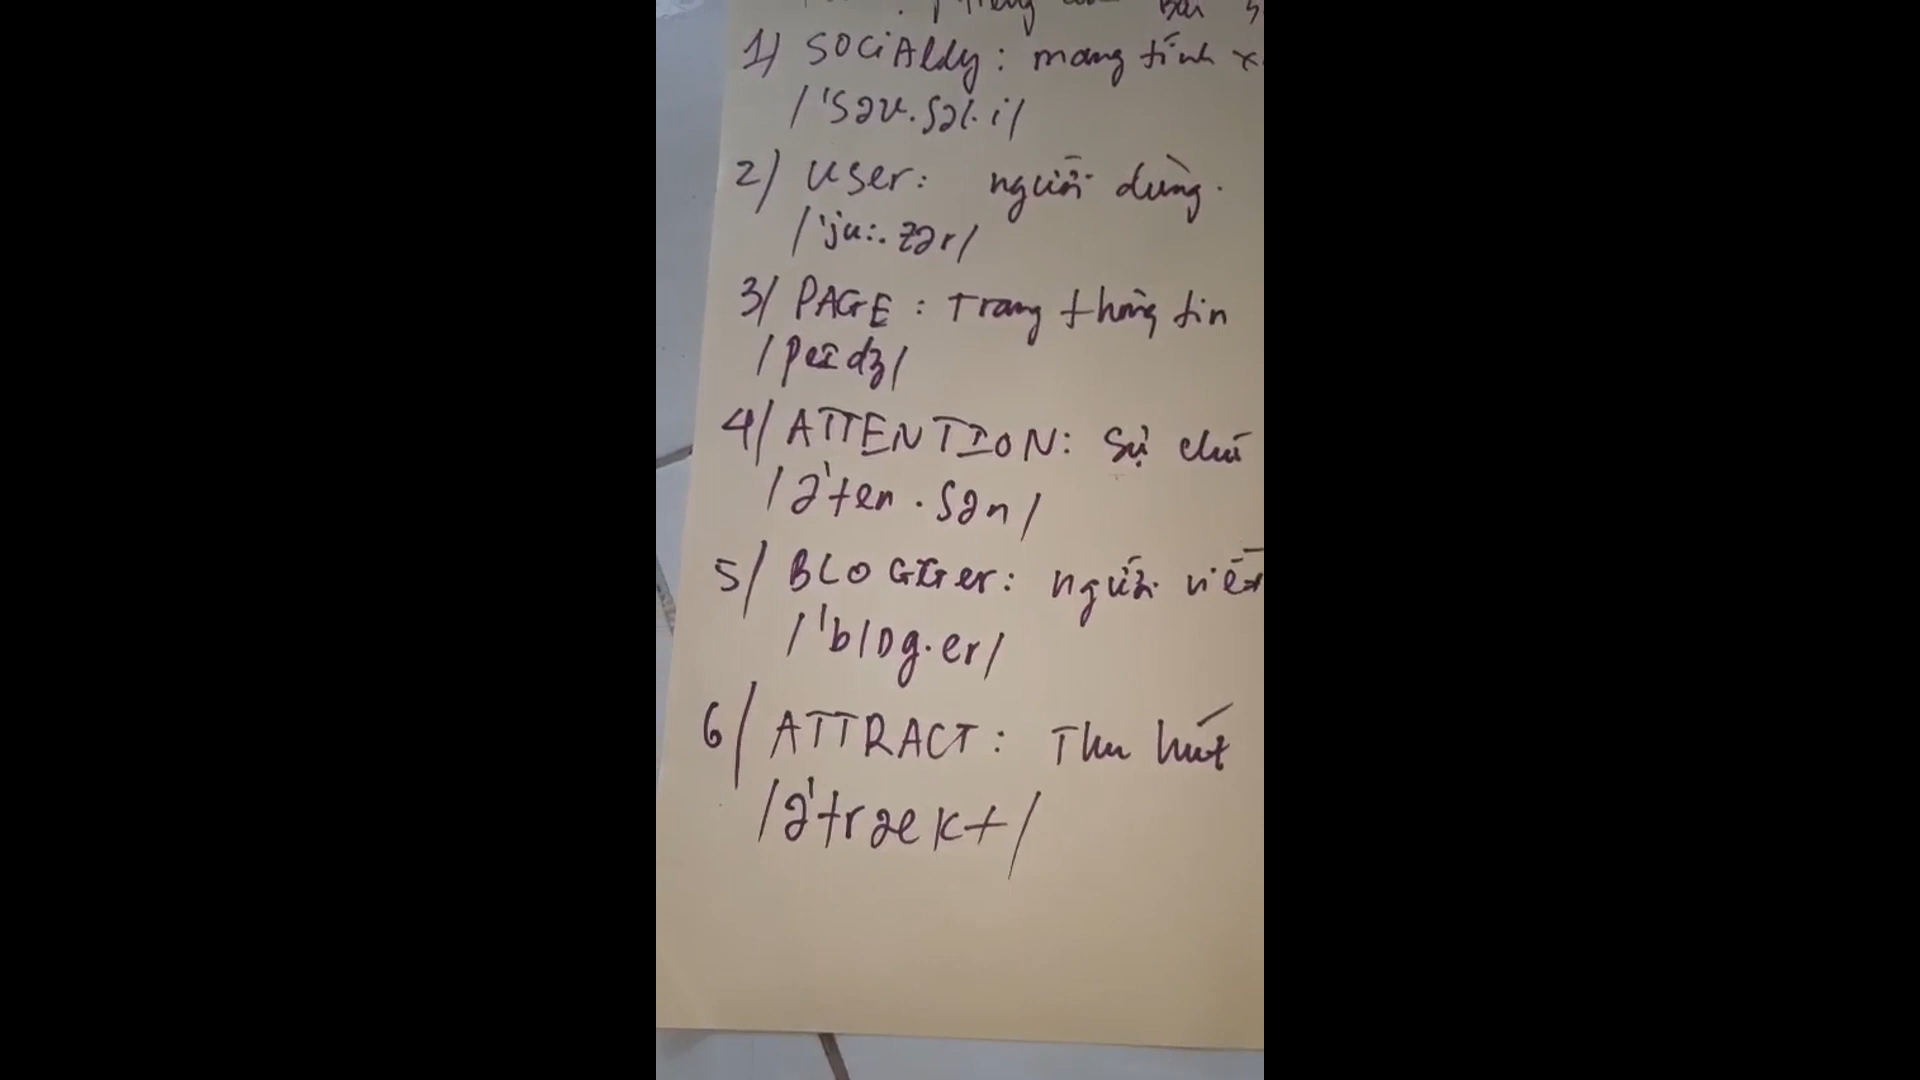 1) SOCiAlly: mang tính x
/ˈsəʊ.ʃəl.i/
2) User: người dùng.
/ˈju:.zər/
3/ PAGE: Trang thông tin
/peɪdʒ/
4/ ATTENTION: Sự chú
/əˈten.ʃən/
5/ BLOGGer: người viết
/ˈblɒg.er/
6/ ATTRACT: Thu hút
/əˈtrækt/